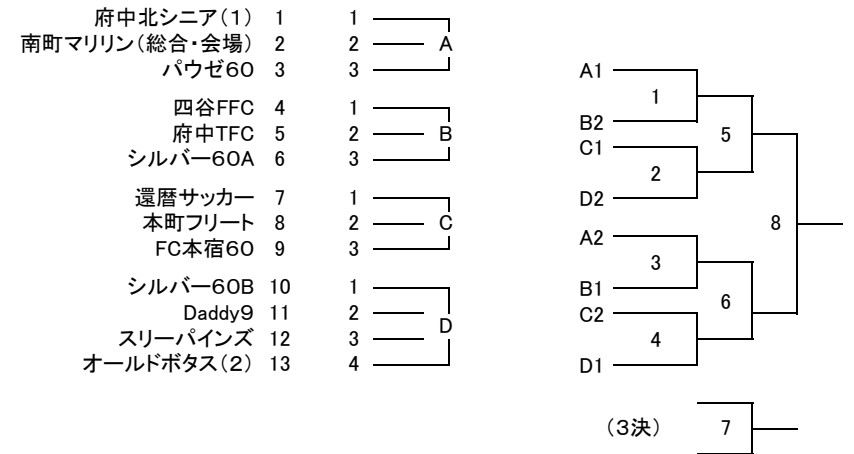 府中北シニア(1) 1 1
南町マリリン(総合・会場) 2 2 A
パウゼ60 3 3
四谷FFC 4 1
府中TFC 5 2 B
シルバー60A 6 3
還暦サッカー 7 1
本町フリート 8 2 C
FC本宿60 9 3
シルバー60B 10 1
Daddy9 11 2
D
スリーパインズ 12 3
オールドボタス(2) 13 4
A1
1
B2
5
C1
2
D2
8
A2
3
B1
6
C2
4
D1
(3決) 7